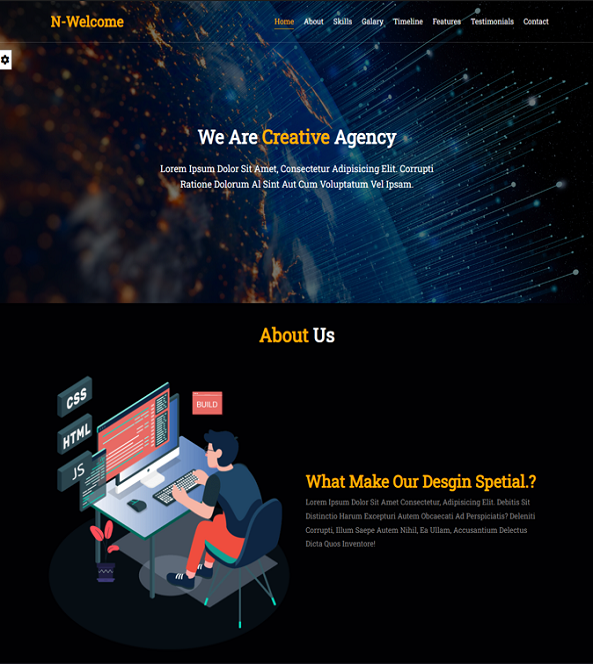 N-Welcome
Home About Skills Galary Timeline Features Testimonials Contact
We Are Creative Agency
Lorem Ipsum Dolor Sit Amet, Consectetur Adipisicing Elit. Corrupti
Ratione Dolorum Al Sint Aut Cum Voluptatum Vel Ipsam.
About Us
CSS
HTML
JS
BUILD
What Make Our Desgin Spetial.?
Lorem Ipsum Dolor Sit Amet Consectetur, Adipisicing Elit. Debitis Sit
Distinctio Harum Excepturi Autem Obcaecati Ad Perspiciatis? Deleniti
Corrupti, Illum Saepe Autem Nihil, Ea Ullam, Accusantium Delectus
Dicta Quos Inventore!